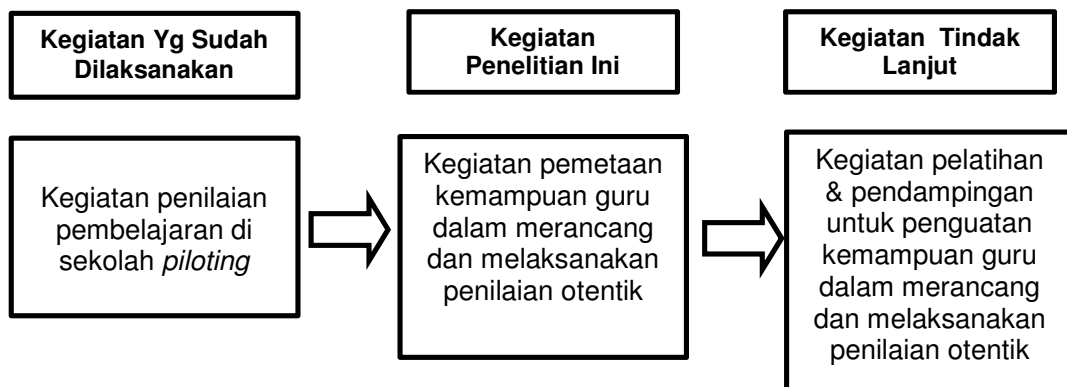 Kegiatan Yg Sudah
Dilaksanakan
Kegiatan
Penelitian Ini
Kegiatan Tindak
Lanjut
Kegiatan penilaian
pembelajaran di
sekolah piloting
Kegiatan pemetaan
kemampuan guru
dalam merancang
dan melaksanakan
penilaian otentik
Kegiatan pelatihan
& pendampingan
untuk penguatan
kemampuan guru
dalam merancang
dan melaksanakan
penilaian otentik